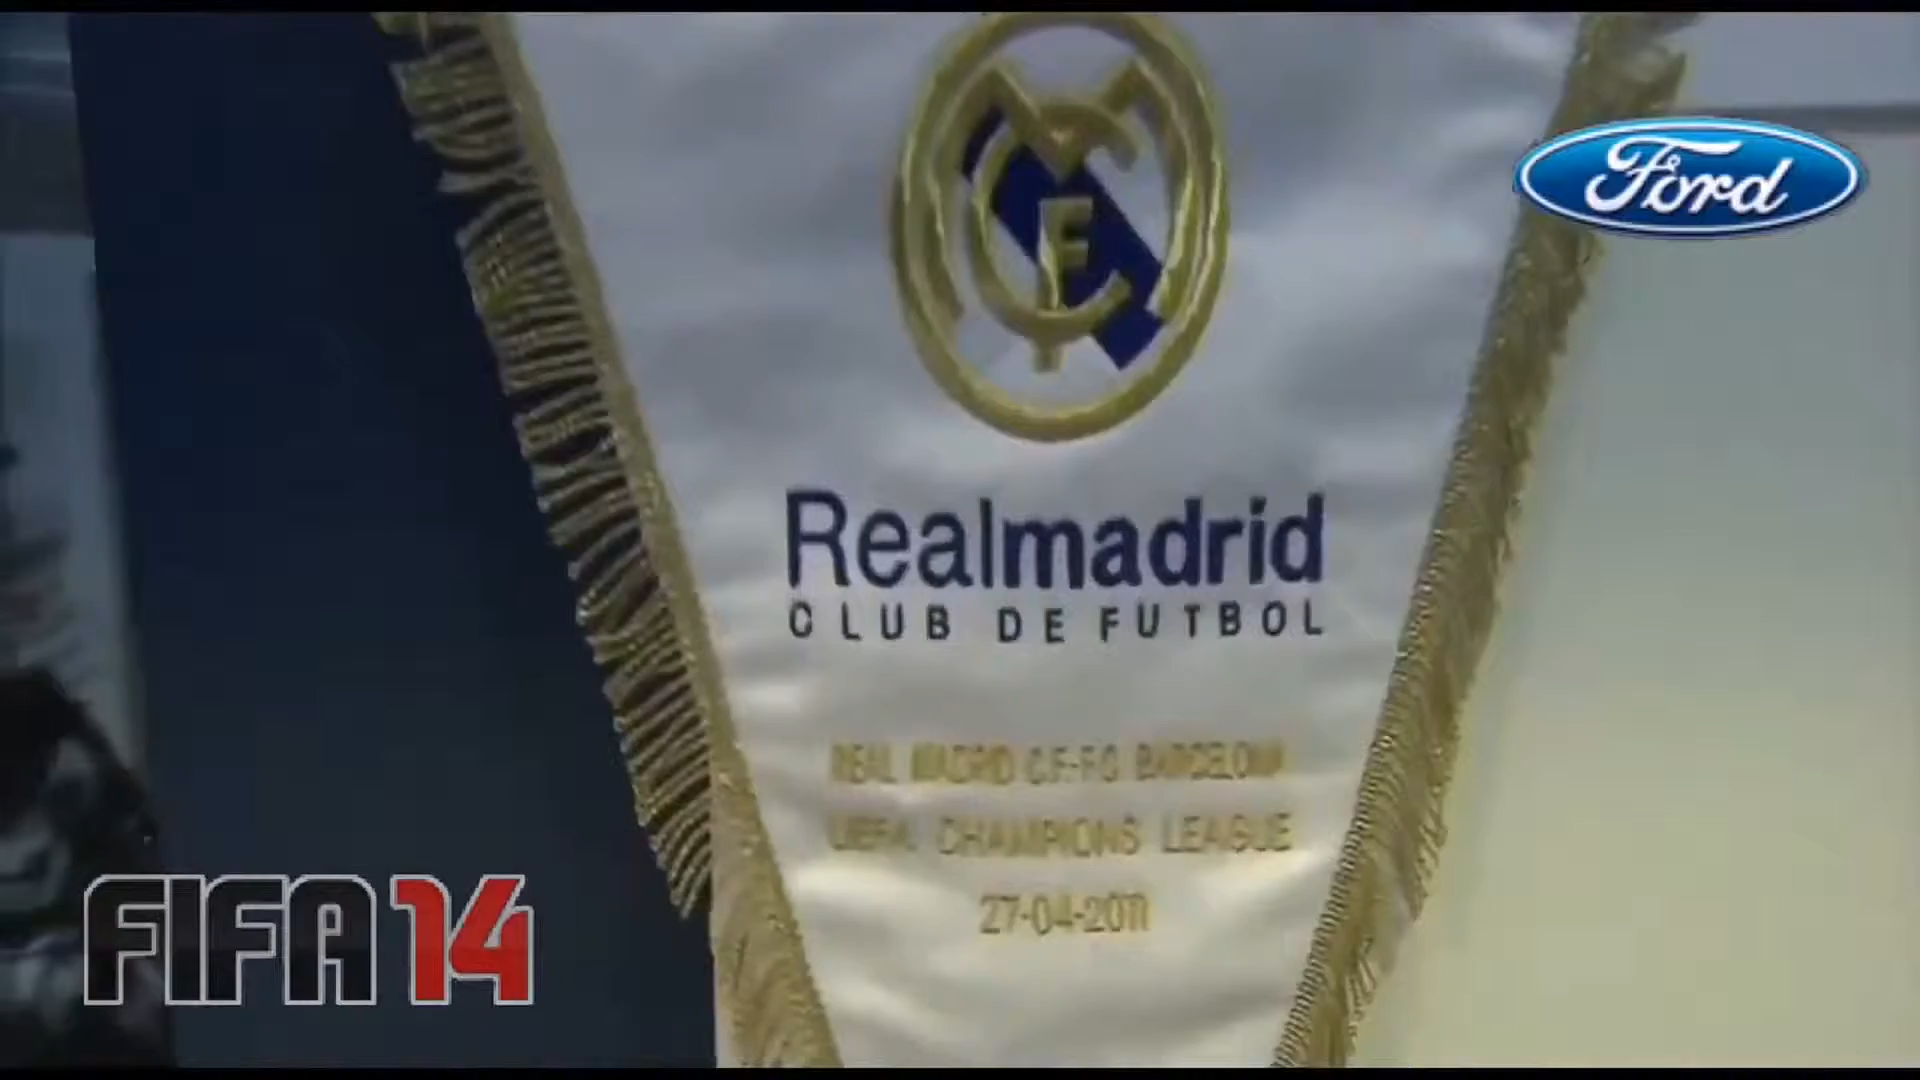 Ford
Realmadrid
CLUB DE FUTBOL
REAL MADRID C.F.-F.C BARCELONA
UEFA CHAMPIONS LEAGUE
27-04-2011
FIFA 14